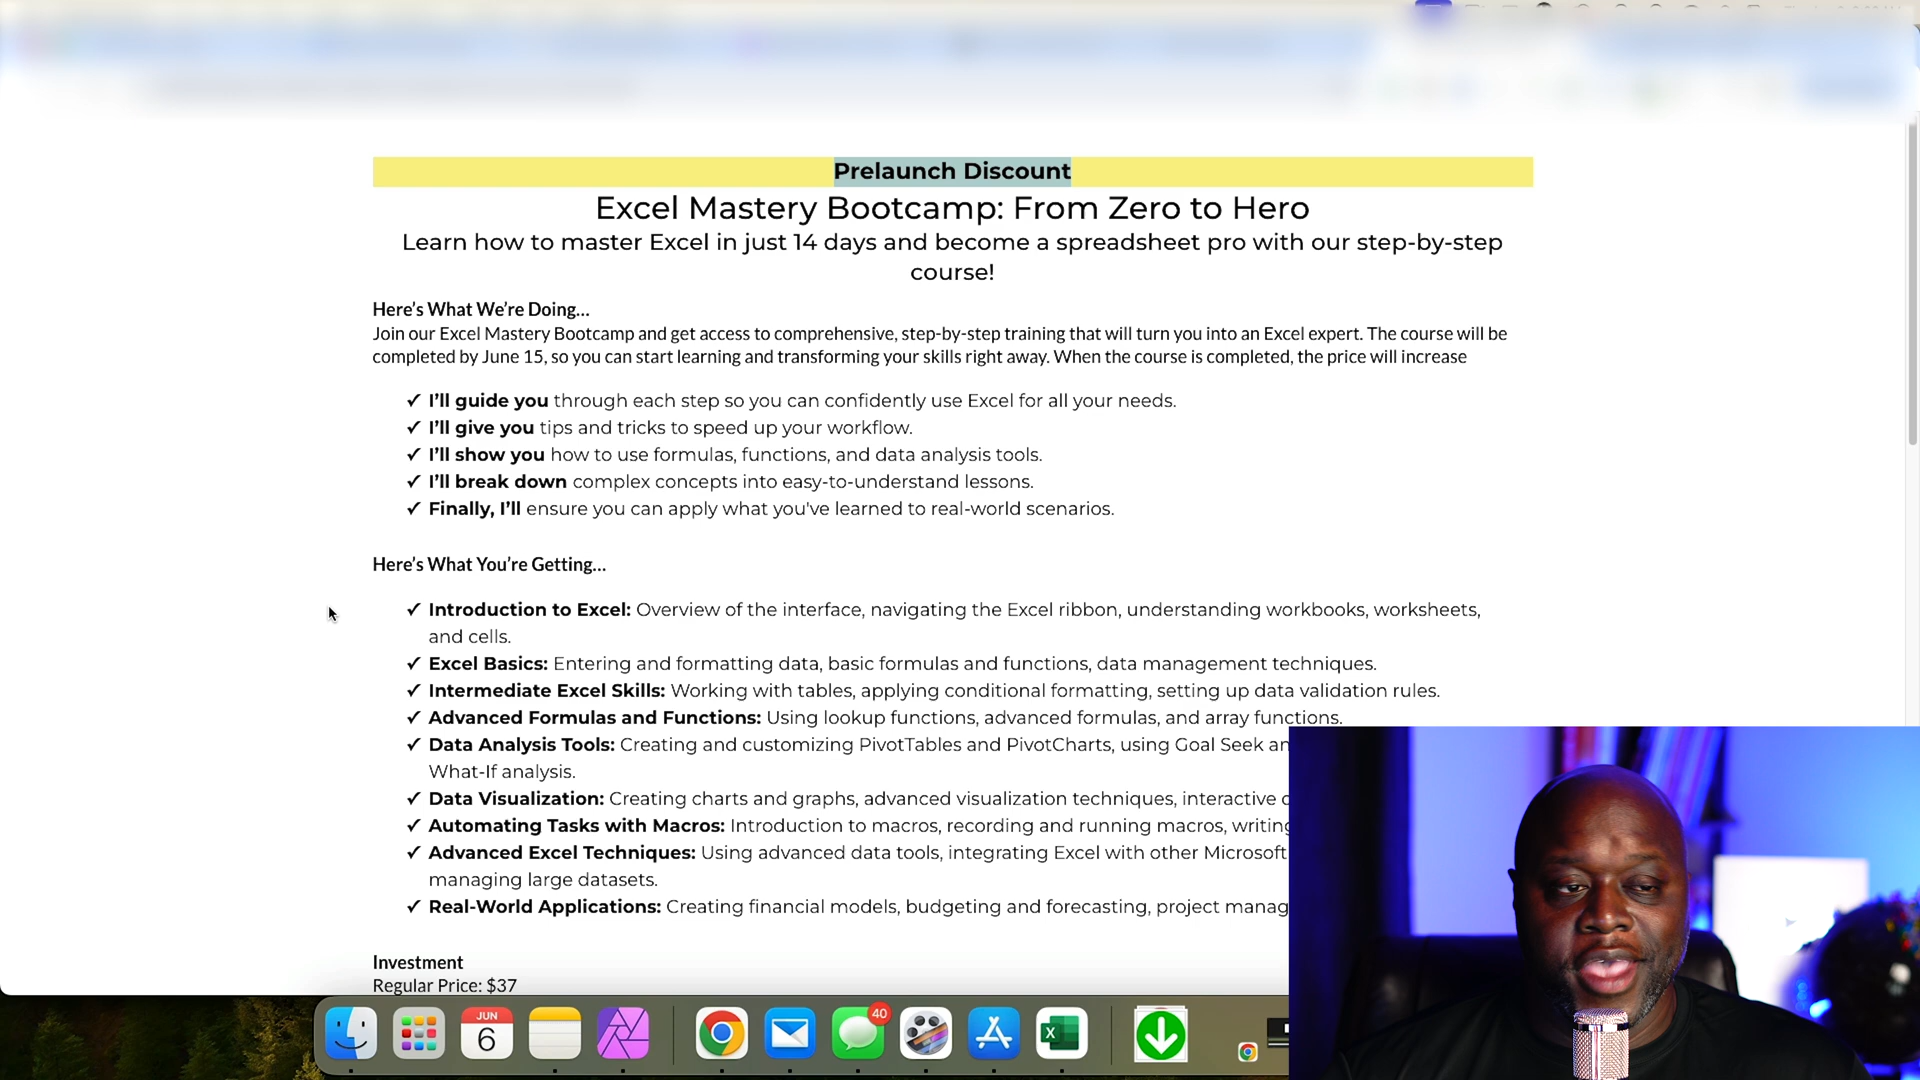 Prelaunch Discount
Excel Mastery Bootcamp: From Zero to Hero
Learn how to master Excel in just 14 days and become a spreadsheet pro with our step-by-step
course!
Here’s What We’re Doing...
Join our Excel Mastery Bootcamp and get access to comprehensive, step-by-step training that will turn you into an Excel expert. The course will be
completed by June 15, so you can start learning and transforming your skills right away. When the course is completed, the price will increase
✓ I’ll guide you through each step so you can confidently use Excel for all your needs.
✓ I’ll give you tips and tricks to speed up your workflow.
✓ I’ll show you how to use formulas, functions, and data analysis tools.
✓ I’ll break down complex concepts into easy-to-understand lessons.
✓ Finally, I’ll ensure you can apply what you've learned to real-world scenarios.
Here’s What You’re Getting...
✓ Introduction to Excel: Overview of the interface, navigating the Excel ribbon, understanding workbooks, worksheets,
and cells.
✓ Excel Basics: Entering and formatting data, basic formulas and functions, data management techniques.
✓ Intermediate Excel Skills: Working with tables, applying conditional formatting, setting up data validation rules.
✓ Advanced Formulas and Functions: Using lookup functions, advanced formulas, and array functions.
✓ Data Analysis Tools: Creating and customizing PivotTables and PivotCharts, using Goal Seek
What-If analysis.
✓ Data Visualization: Creating charts and graphs, advanced visualization techniques, interactive
✓ Automating Tasks with Macros: Introduction to macros, recording and running macros, writing
✓ Advanced Excel Techniques: Using advanced data tools, integrating Excel with other Microsoft
managing large datasets.
✓ Real-World Applications: Creating financial models, budgeting and forecasting, project
Investment
Regular Price: $37
JUN
6
40
X